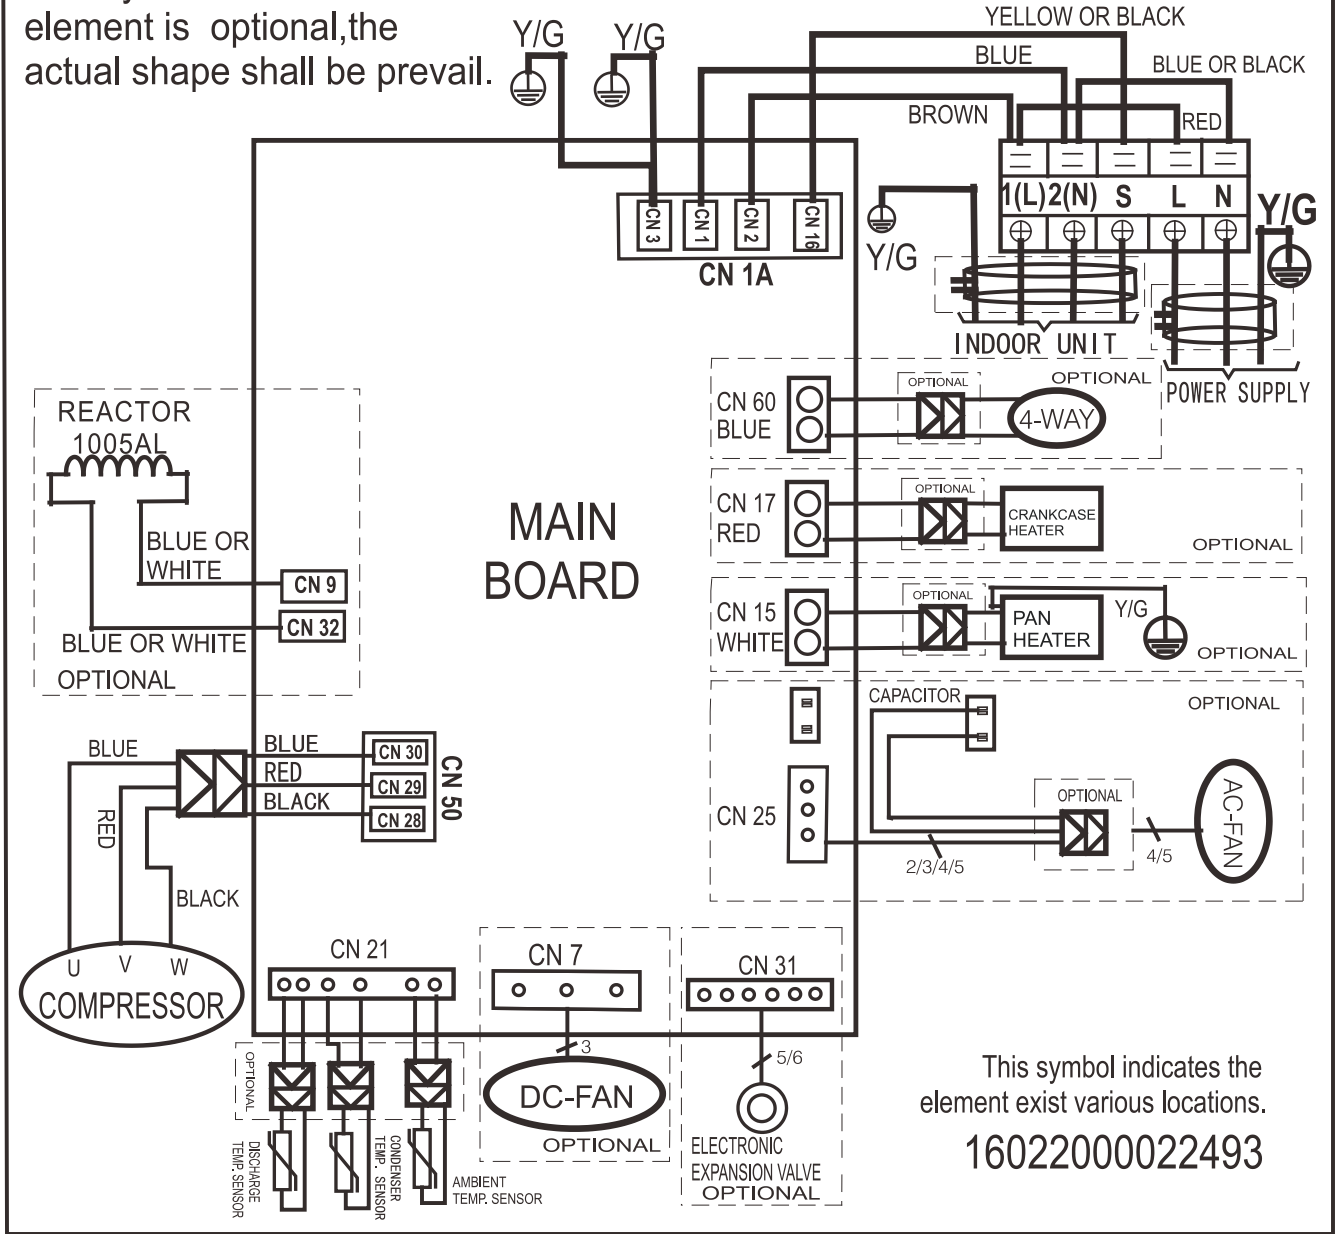 element is optional,the
actual shape shall be prevail.
Y/G
Y/G
YELLOW OR BLACK
BLUE
BLUE OR BLACK
BROWN
RED
1(L) 2(N) S L N
Y/G
Y/G
CN 3
CN 1
CN 2
CN 16
CN 1A
INDOOR UNIT
POWER SUPPLY
REACTOR
1005AL
BLUE OR
WHITE
CN 9
BLUE OR WHITE
CN 32
OPTIONAL
MAIN
BOARD
CN 60
BLUE
OPTIONAL
OPTIONAL
4-WAY
CN 17
RED
OPTIONAL
CRANKCASE
HEATER
OPTIONAL
CN 15
WHITE
OPTIONAL
PAN
HEATER
Y/G
OPTIONAL
CAPACITOR
OPTIONAL
CN 25
2/3/4/5
OPTIONAL
4/5
AC-FAN
BLUE
RED
BLACK
BLUE
RED
BLACK
CN 30
CN 29
CN 28
CN 50
U V W
COMPRESSOR
CN 21
OPTIONAL
DISCHARGE
TEMP. SENSOR
CONDENSER
TEMP. SENSOR
AMBIENT
TEMP. SENSOR
CN 7
3
DC-FAN
OPTIONAL
CN 31
5/6
ELECTRONIC
EXPANSION VALVE
OPTIONAL
This symbol indicates the
element exist various locations.
16022000022493